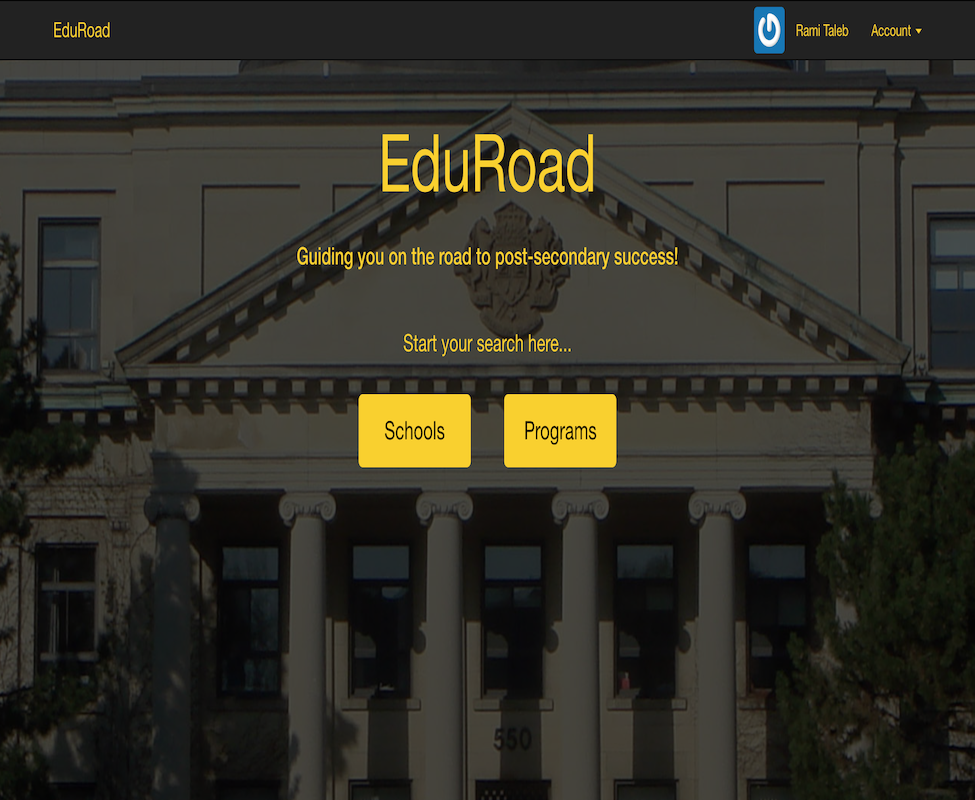 EduRoad
Rami Taleb
Account
EduRoad
Guiding you on the road to post-secondary success!
Start your search here...
Schools
Programs
550